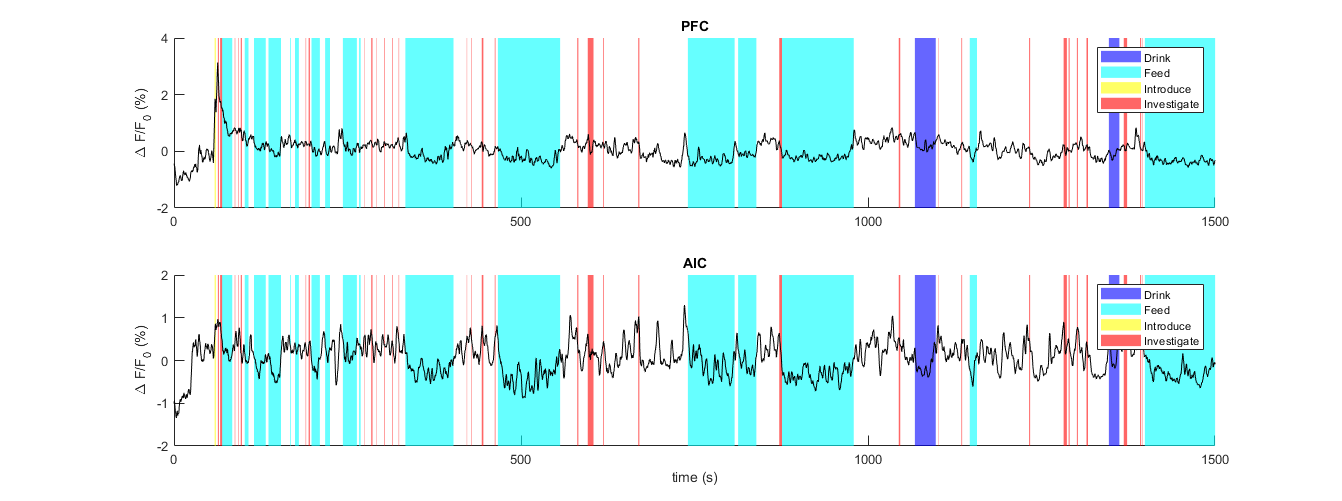 PFC
4
2
0
-2
Δ F/F0 (%)
0
500
1000
1500
Drink
Feed
Introduce
Investigate
AIC
2
1
0
-1
-2
Δ F/F0 (%)
0
500
1000
1500
time (s)
Drink
Feed
Introduce
Investigate